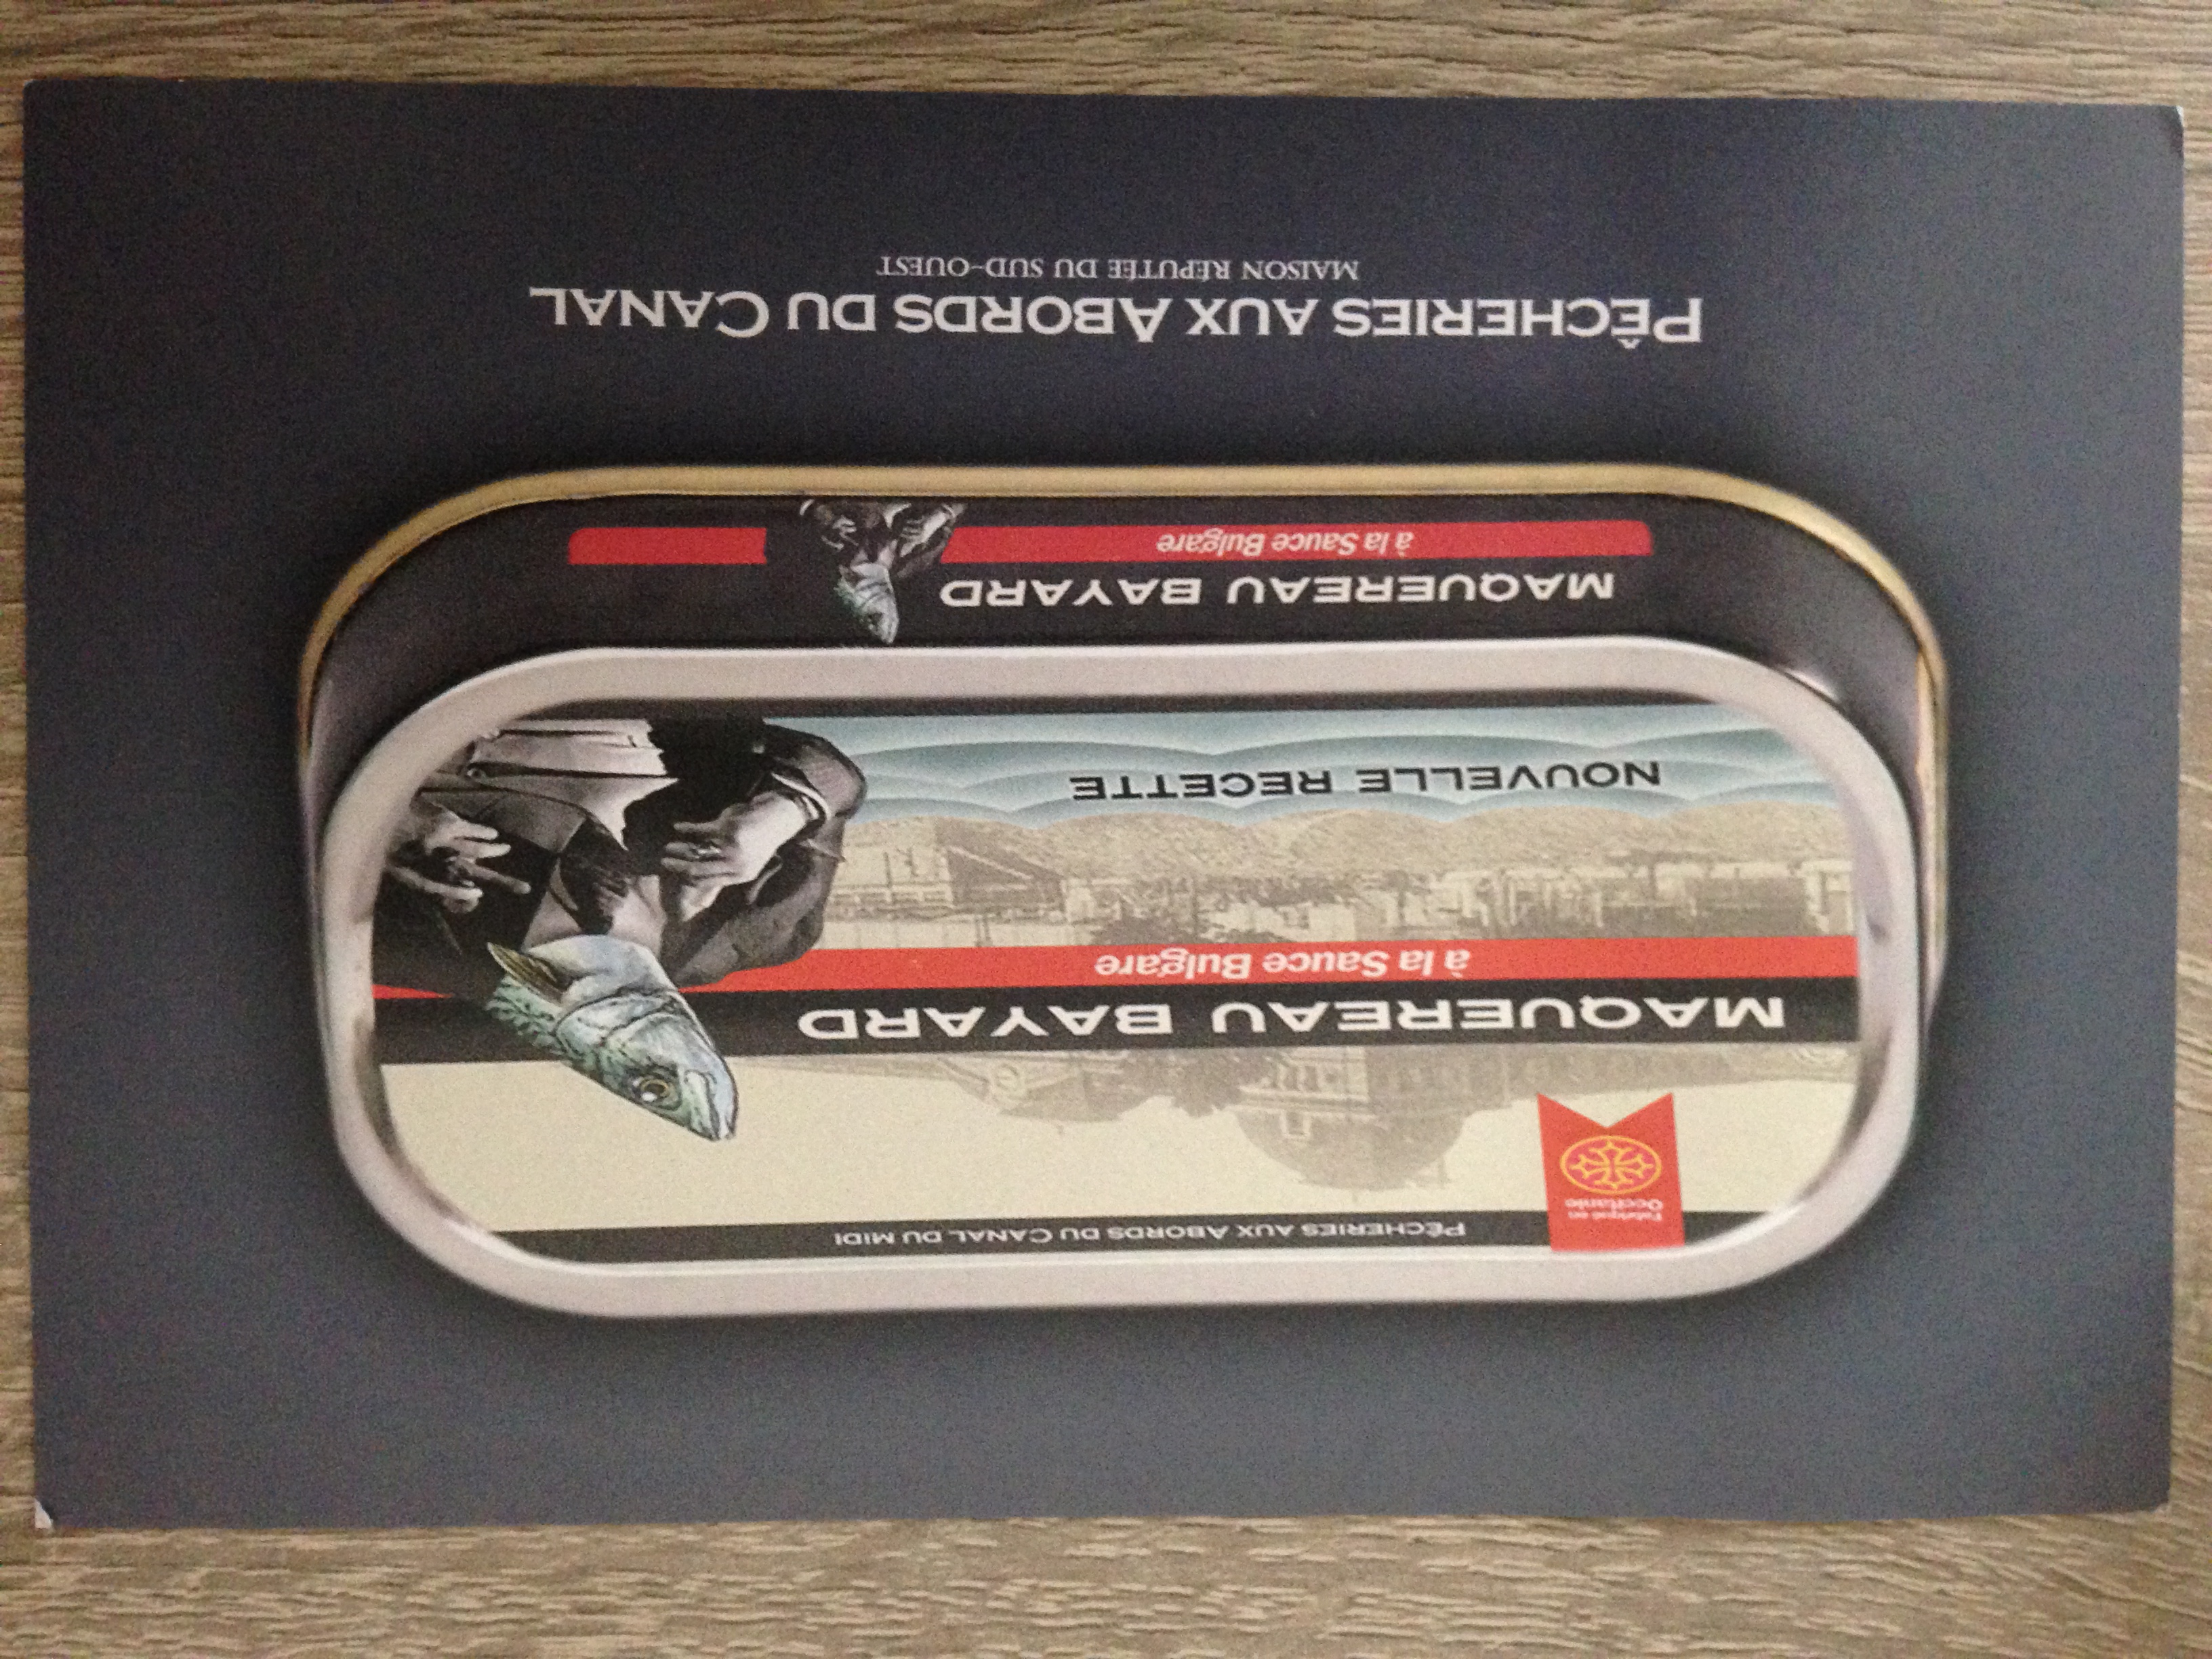 Fabriqué en
Occitanie
PÊCHERIES AUX ABORDS DU CANAL DU MIDI
MAQUEREAU BAYARD
à la Sauce Bulgare
NOUVELLE RECETTE
MAQUEREAU BAYARD
à la Sauce Bulgare
PÊCHERIES AUX ABORDS DU CANAL
MAISON RÉPUTÉE DU SUD-OUEST